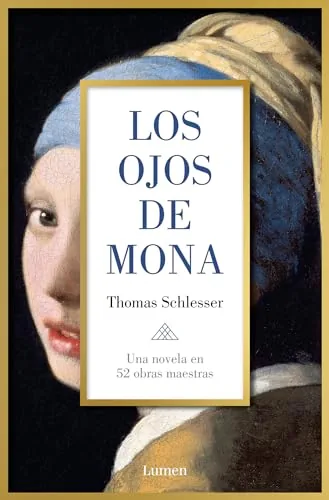 LOS
OJOS
DE
MONA
Thomas Schlesser
Una novela en
52 obras maestras
Lumen